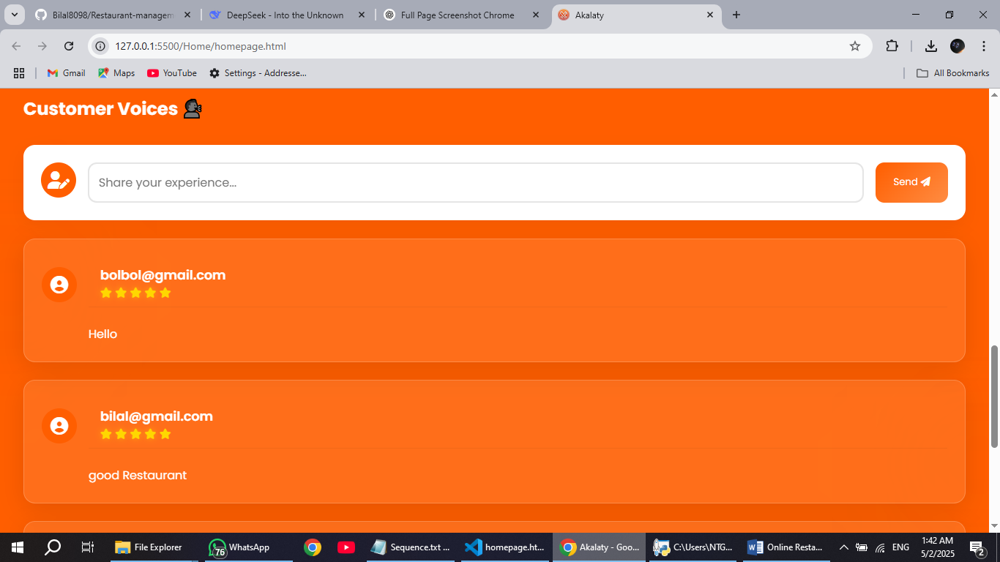 Bilal8098/Restaurant-managem
DeepSeek - Into the Unknown
Full Page Screenshot Chrome
Akalaty
127.0.0.1:5500/Home/homepage.html
Gmail
Maps
YouTube
Settings - Addresse...
All Bookmarks
Customer Voices
Share your experience...
Send
bolbol@gmail.com
Hello
bilal@gmail.com
good Restaurant
File Explorer
76
WhatsApp
Sequence.txt ...
homepage.ht...
Akalaty - Goo...
C:\Users\NTG...
Online Resta...
ENG
1:42 AM
5/2/2025
2